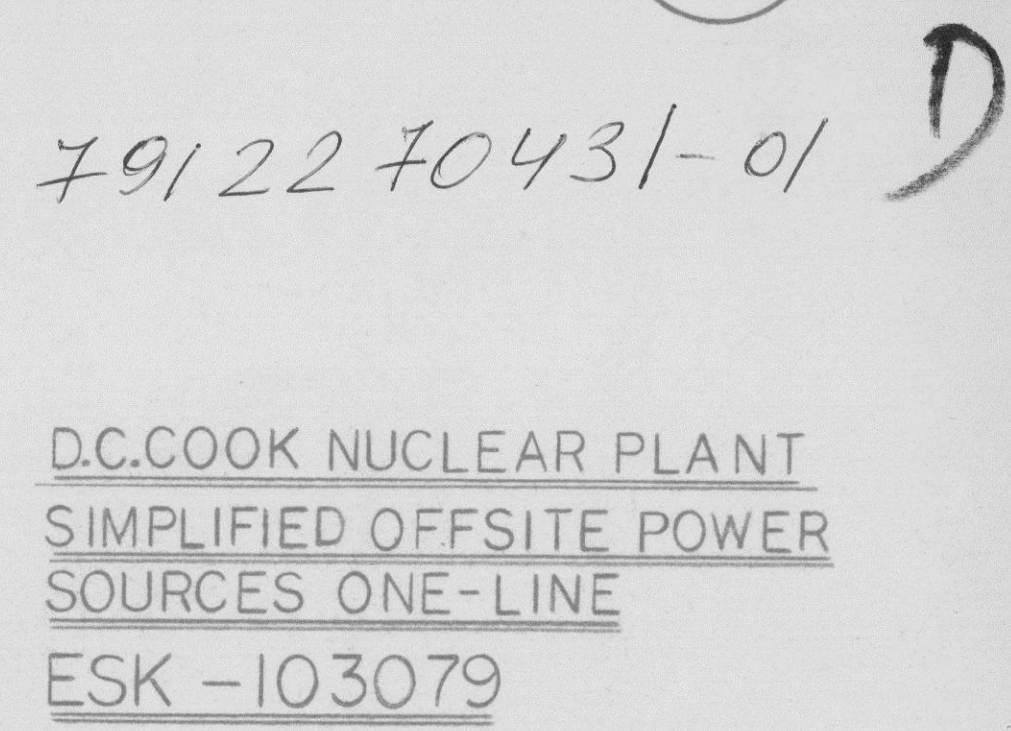 7912270431-01 D
D.C.COOK NUCLEAR PLANT
SIMPLIFIED OFFSITE POWER
SOURCES ONE-LINE
ESK-103079